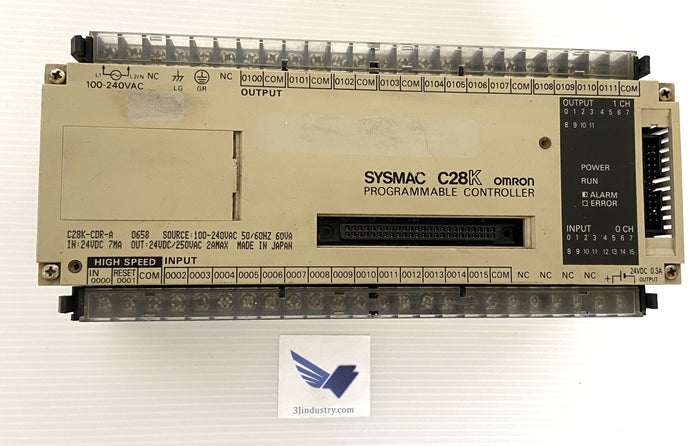 L1 L2/N NC LG GR NC 0100 COM 0101 COM 0102 COM 0103 COM 0104 0105 0106 0107 COM 0108 0109 0110 0111 COM
100-240VAC
OUTPUT
OUTPUT 1 CH
0 1 2 3 4 5 6 7
8 9 10 11
POWER
RUN
ALARM
ERROR
INPUT 0 CH
0 1 2 3 4 5 6 7
8 9 10 11 12 13 14 15
SYSMAC C28K OMRON
PROGRAMMABLE CONTROLLER
C28K-CDR-A 0658 SOURCE:100-240VAC 50/60HZ 60VA
IN:24VDC 7MA OUT:24VDC/250VAC 2AMAX MADE IN JAPAN
HIGH SPEED INPUT
IN 0000 RESET 0001 COM 0002 0003 0004 0005 0006 0007 0008 0009 0010 0011 0012 0013 0014 0015 COM NC NC NC NC + 24VDC 0.3A OUTPUT
3Jindustry.com